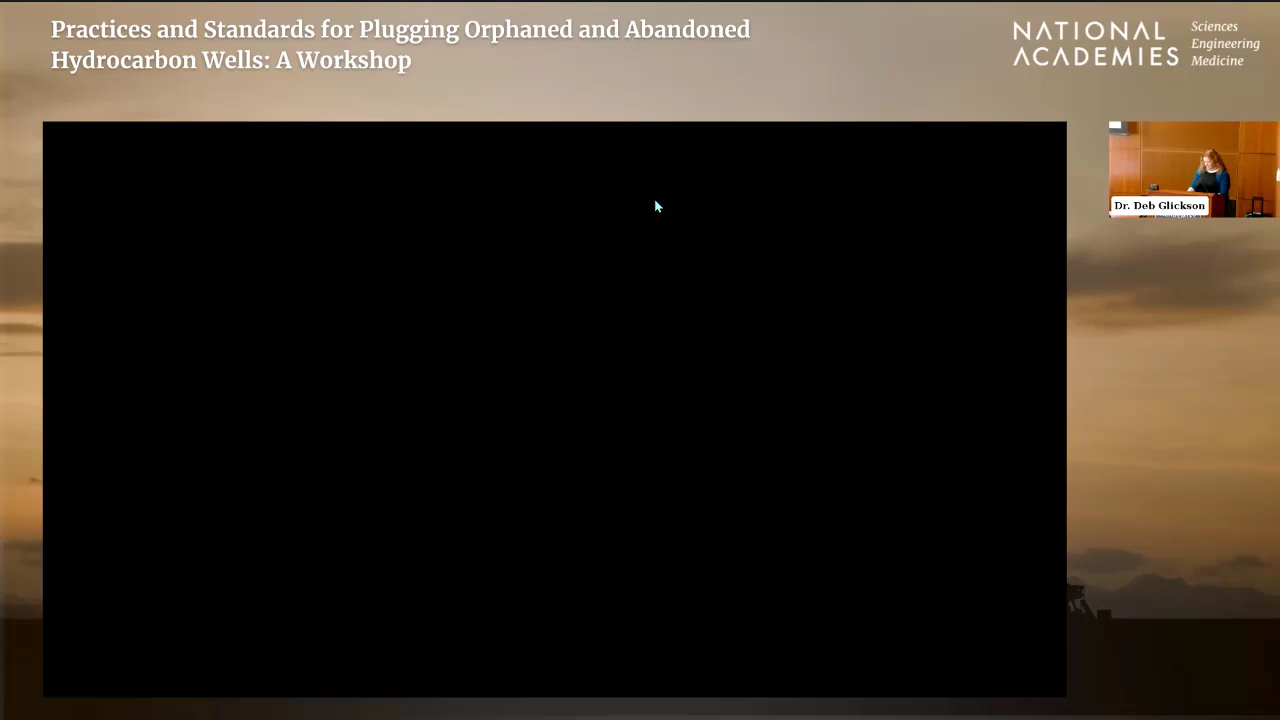 Practices and Standards for Plugging Orphaned and Abandoned
Hydrocarbon Wells: A Workshop
NATIONAL
ACADEMIES
Sciences
Engineering
Medicine
Dr. Deb Glickson